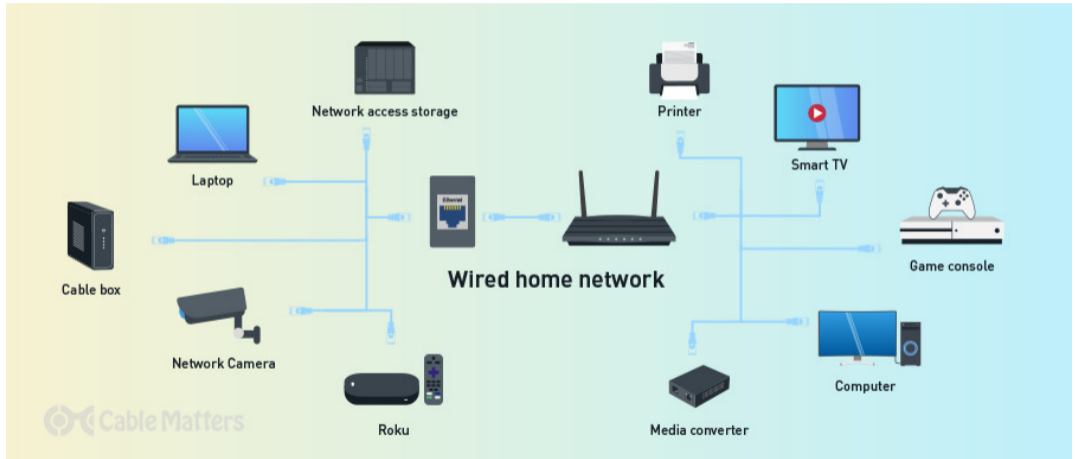 Network access storage
Printer
Laptop
Smart TV
Ethernet
Cable box
Wired home network
Game console
Network Camera
Computer
Roku
Media converter
Cable Matters